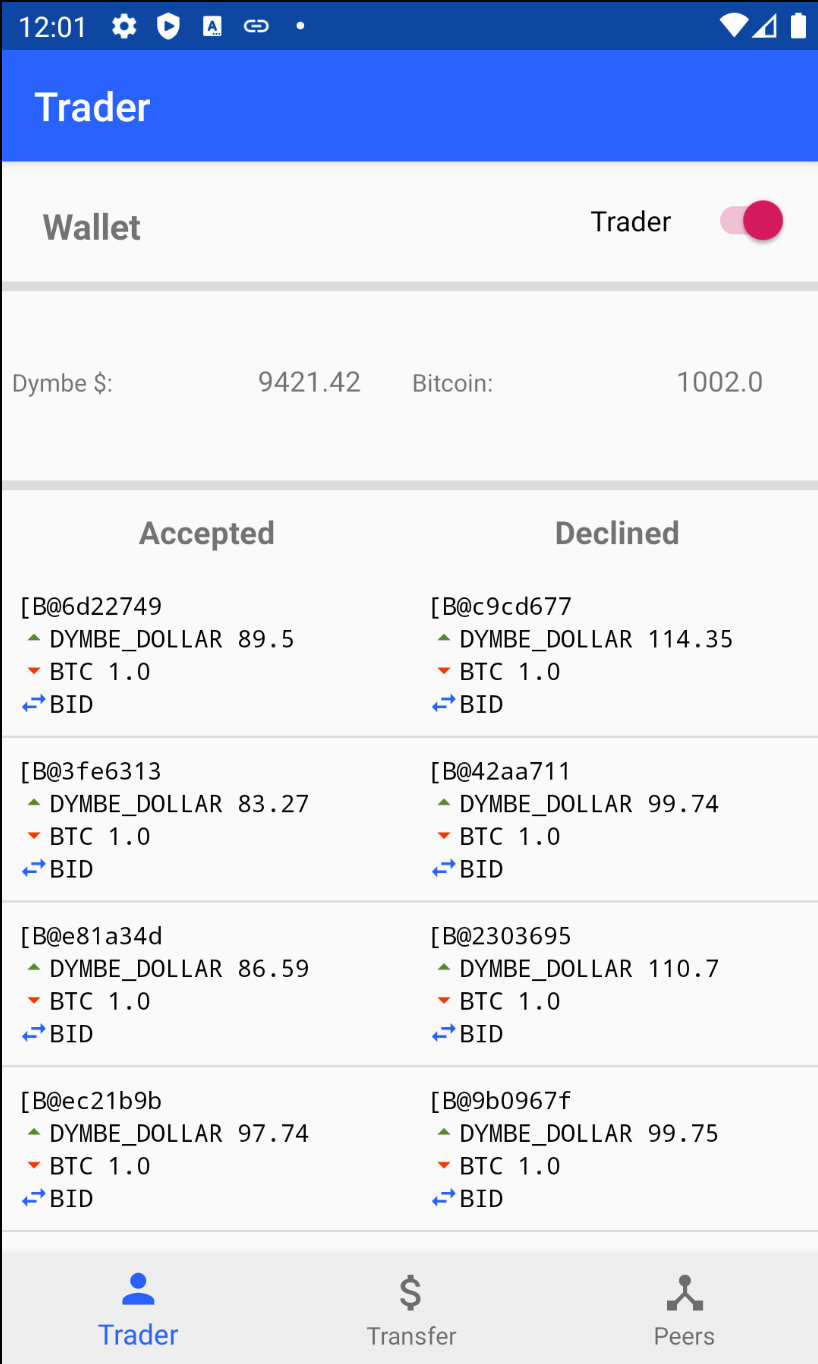 12:01
Trader
Wallet
Trader
Dymbe $: 9421.42 Bitcoin: 1002.0
Accepted
[B@6d22749
DYMBE_DOLLAR 89.5
BTC 1.0
BID
[B@3fe6313
DYMBE_DOLLAR 83.27
BTC 1.0
BID
[B@e81a34d
DYMBE_DOLLAR 86.59
BTC 1.0
BID
[B@ec21b9b
DYMBE_DOLLAR 97.74
BTC 1.0
BID
Declined
[B@c9cd677
DYMBE_DOLLAR 114.35
BTC 1.0
BID
[B@42aa711
DYMBE_DOLLAR 99.74
BTC 1.0
BID
[B@2303695
DYMBE_DOLLAR 110.7
BTC 1.0
BID
[B@9b0967f
DYMBE_DOLLAR 99.75
BTC 1.0
BID
Trader
Transfer
Peers